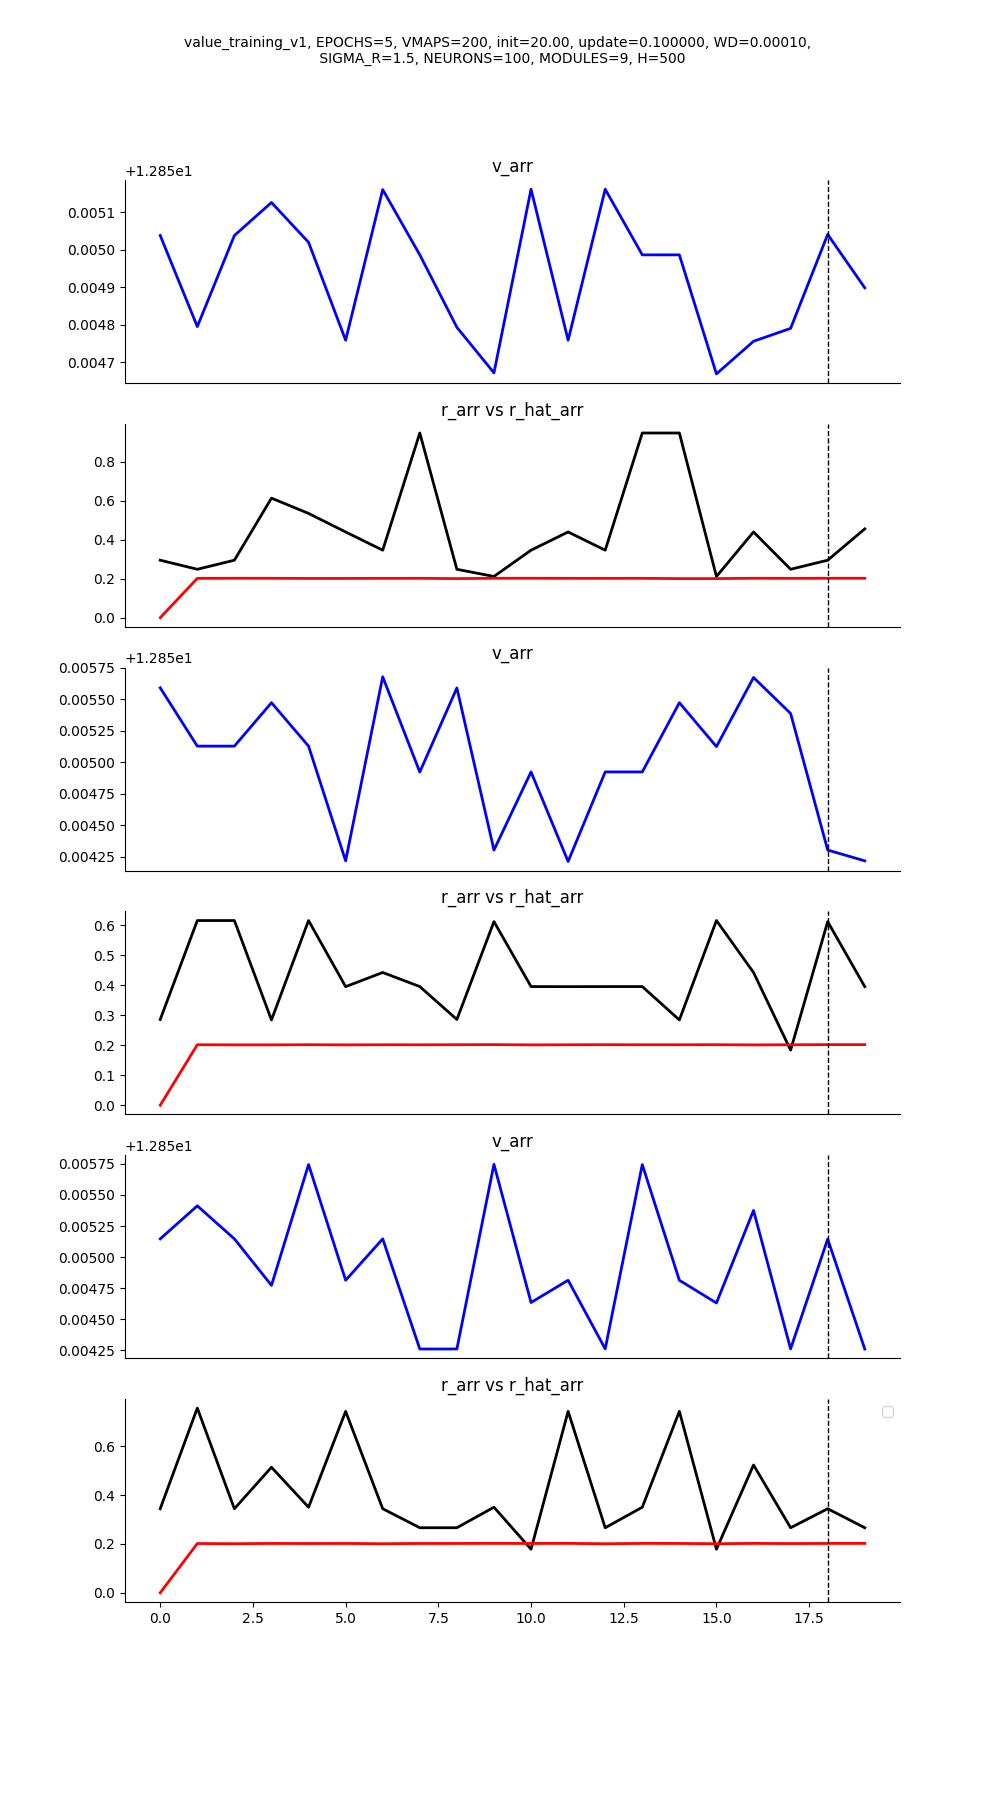 value_training_v1, EPOCHS=5, VMAPS=200, init=20.00, update=0.100000, WD=0.00010,
SIGMA_R=1.5, NEURONS=100, MODULES=9, H=500
v_arr
+1.285e1
0.0051
0.0050
0.0049
0.0048
0.0047
r_arr vs r_hat_arr
0.8
0.6
0.4
0.2
0.0
v_arr
+1.285e1
0.00575
0.00550
0.00525
0.00500
0.00475
0.00450
0.00425
r_arr vs r_hat_arr
0.6
0.5
0.4
0.3
0.2
0.1
0.0
v_arr
+1.285e1
0.00575
0.00550
0.00525
0.00500
0.00475
0.00450
0.00425
r_arr vs r_hat_arr
0.6
0.4
0.2
0.0
0.0 2.5 5.0 7.5 10.0 12.5 15.0 17.5